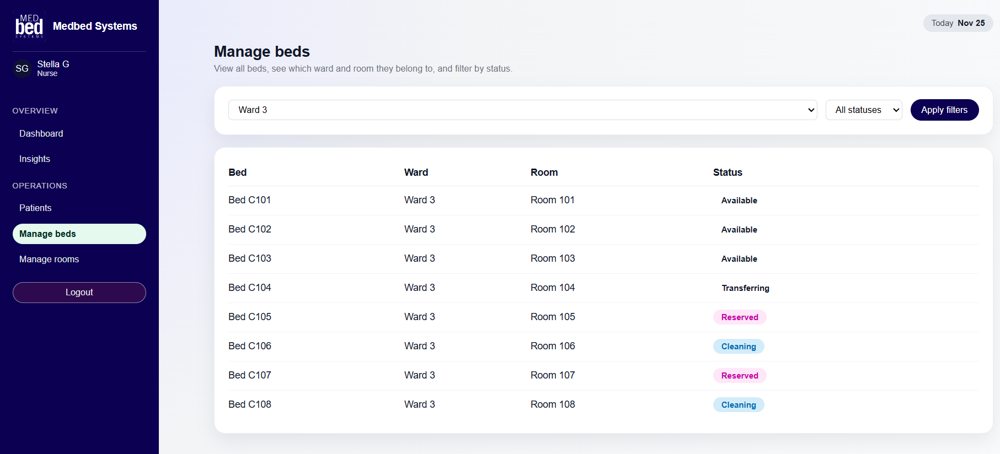 MED
bed
SYSTEMS
Medbed Systems
SG
Stella G
Nurse
OVERVIEW
Dashboard
Insights
OPERATIONS
Patients
Manage beds
Manage rooms
Logout
Today Nov 25
Manage beds
View all beds, see which ward and room they belong to, and filter by status.
Ward 3 All statuses Apply filters
Bed Ward Room Status
Bed C101 Ward 3 Room 101 Available
Bed C102 Ward 3 Room 102 Available
Bed C103 Ward 3 Room 103 Available
Bed C104 Ward 3 Room 104 Transferring
Bed C105 Ward 3 Room 105 Reserved
Bed C106 Ward 3 Room 106 Cleaning
Bed C107 Ward 3 Room 107 Reserved
Bed C108 Ward 3 Room 108 Cleaning